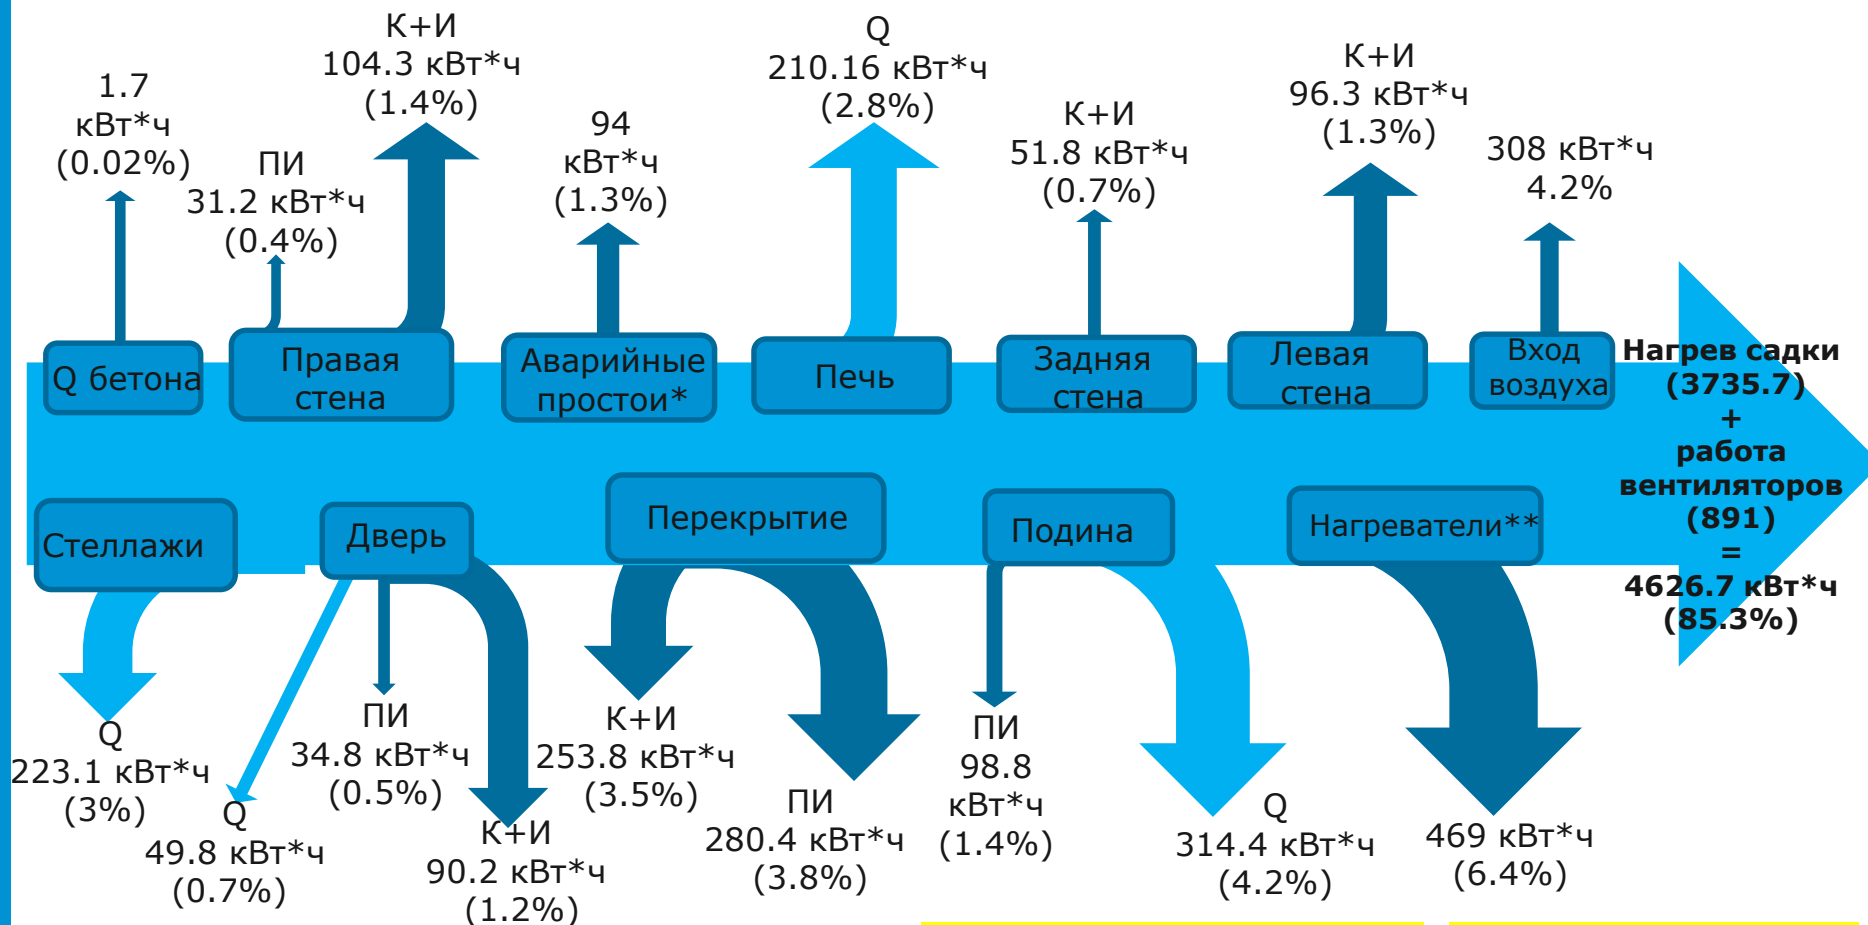 К+И
104.3 кВт*ч
(1.4%)
Q
210.16 кВт*ч
(2.8%)
К+И
96.3 кВт*ч
(1.3%)
1.7
кВт*ч
(0.02%)
94
кВт*ч
(1.3%)
К+И
51.8 кВт*ч
(0.7%)
308 кВт*ч
4.2%
ПИ
31.2 кВт*ч
(0.4%)
Q бетона
Правая
стена
Аварийные
простои*
Печь
Задняя
стена
Левая
стена
Вход
воздуха
Нагрев садки
(3735.7)
+
работа
вентиляторов
(891)
=
4626.7 кВт*ч
(85.3%)
Стеллажи
Дверь
Перекрытие
Подина
Нагреватели**
Q
223.1 кВт*ч
(3%)
Q
49.8 кВт*ч
(0.7%)
ПИ
34.8 кВт*ч
(0.5%)
К+И
90.2 кВт*ч
(1.2%)
К+И
253.8 кВт*ч
(3.5%)
ПИ
280.4 кВт*ч
(3.8%)
ПИ
98.8
кВт*ч
(1.4%)
Q
314.4 кВт*ч
(4.2%)
469 кВт*ч
(6.4%)